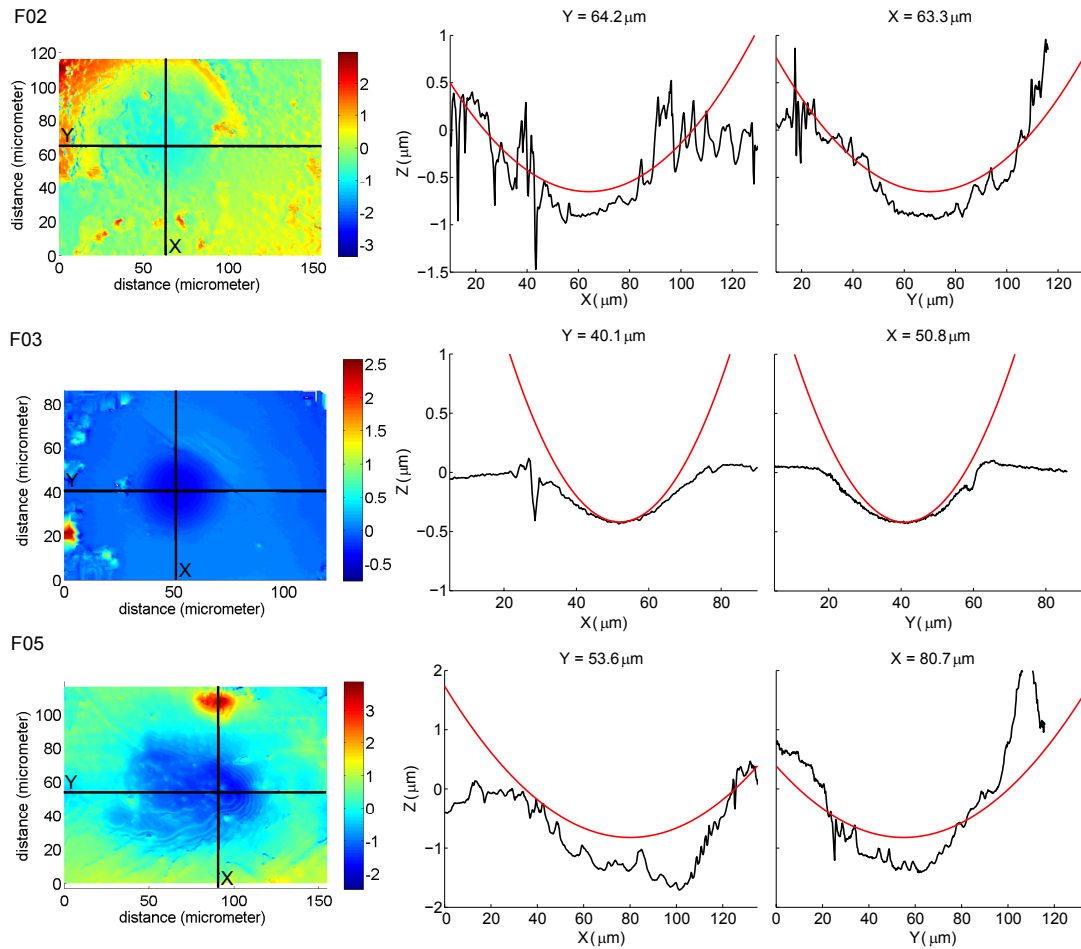 F02
120
100
80
60
40
20
0
0 50 100 150
distance (micrometer)
distance (micrometer)
Y
X
2
1
0
-1
-2
-3
Y = 64.2 μm
1
0.5
0
−0.5
−1
−1.5
Z (μm)
20 40 60 80 100 120
X (μm)
X = 63.3 μm
20 40 60 80 100 120
Y (μm)
F03
80
60
40
20
0
0 50 100
distance (micrometer)
distance (micrometer)
Y
X
2.5
2
1.5
1
0.5
0
-0.5
Y = 40.1 μm
1
0.5
0
−0.5
−1
Z (μm)
20 40 60 80
X (μm)
X = 50.8 μm
20 40 60 80
Y (μm)
F05
100
80
60
40
20
0
0 50 100 150
distance (micrometer)
distance (micrometer)
Y
X
3
2
1
0
-1
-2
Y = 53.6 μm
2
1
0
−1
−2
Z (μm)
0 20 40 60 80 100 120
X (μm)
X = 80.7 μm
0 20 40 60 80 100 120
Y (μm)